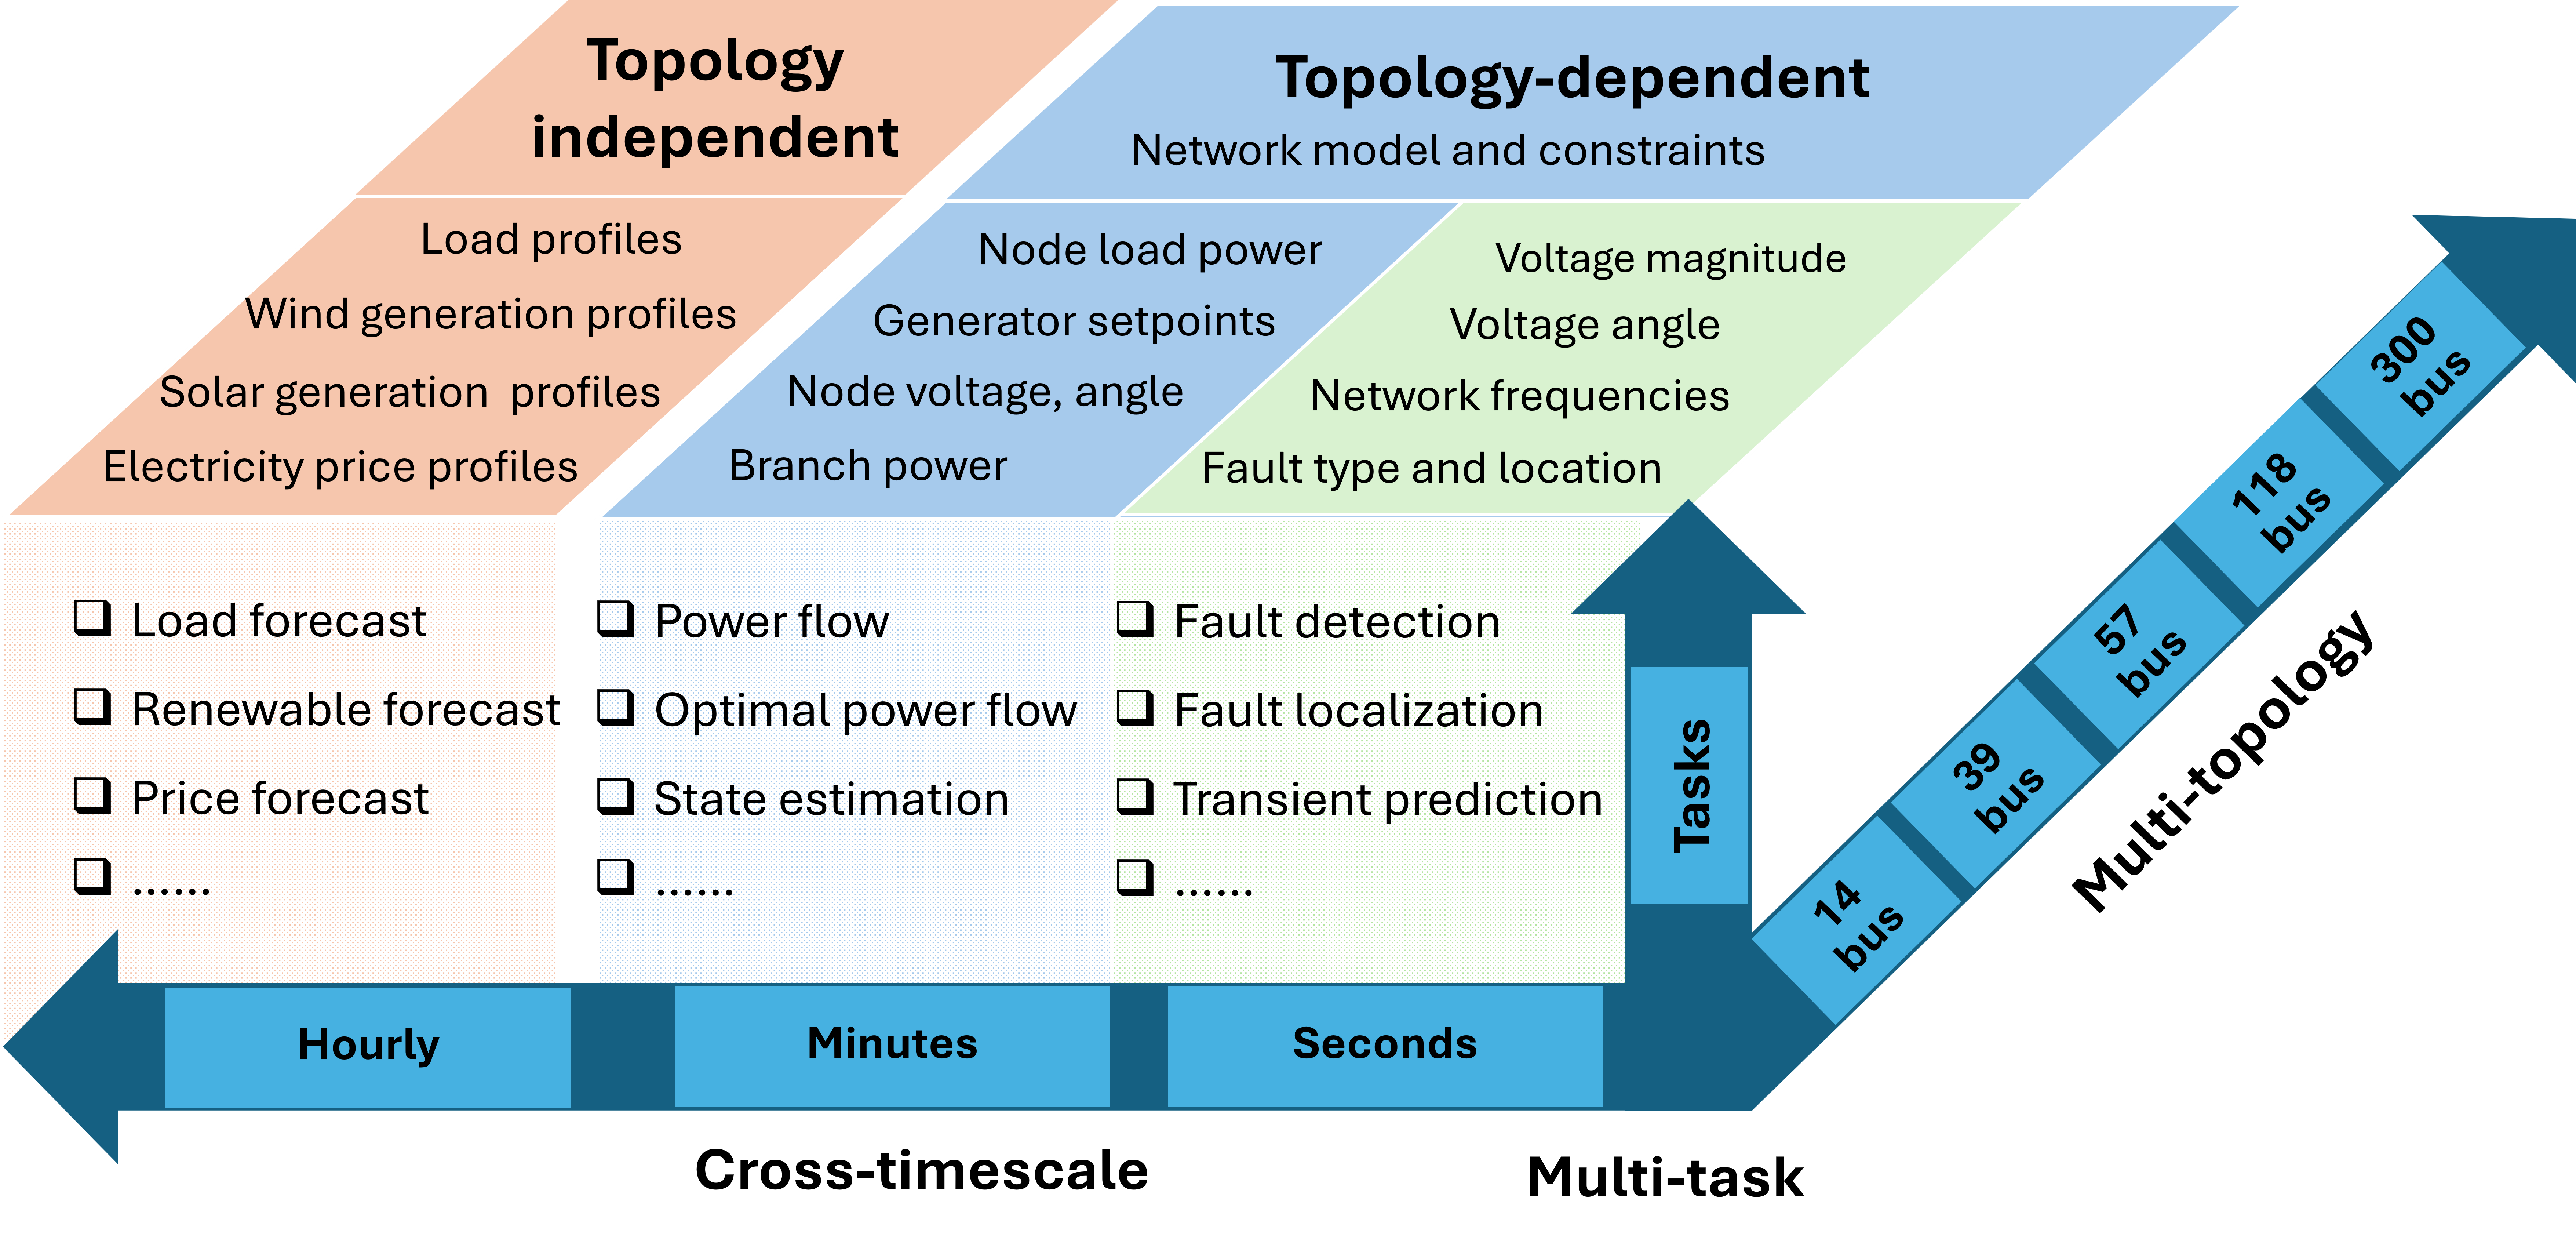 Topology
independent
Load profiles
Wind generation profiles
Solar generation  profiles
Electricity price profiles
Topology-dependent
Network model and constraints
Node load power
Generator setpoints
Node voltage, angle
Branch power
Voltage magnitude
Voltage angle
Network frequencies
Fault type and location
❑ Load forecast
❑ Renewable forecast
❑ Price forecast
❑ ……
❑ Power flow
❑ Optimal power flow
❑ State estimation
❑ ……
❑ Fault detection
❑ Fault localization
❑ Transient prediction
❑ ……
Tasks
14
bus
39
bus
57
bus
118
bus
300
bus
Multi-topology
Hourly
Minutes
Seconds
Cross-timescale
Multi-task